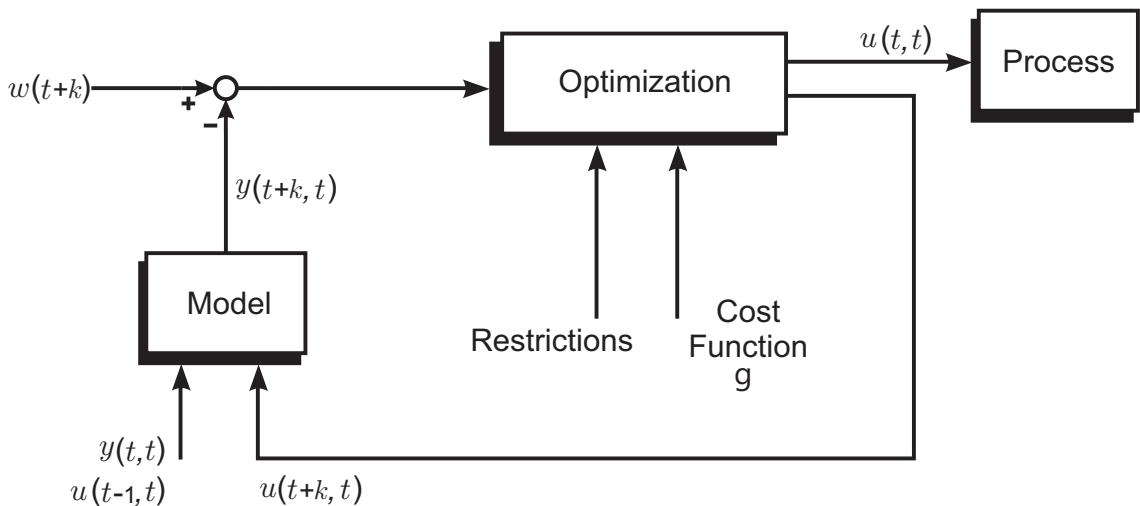 u(t,t)
Process
Optimization
w(t+k)
+
−
y(t+k, t)
Model
Restrictions
Cost
Function
g
y(t,t)
u(t-1, t)
u(t+k, t)